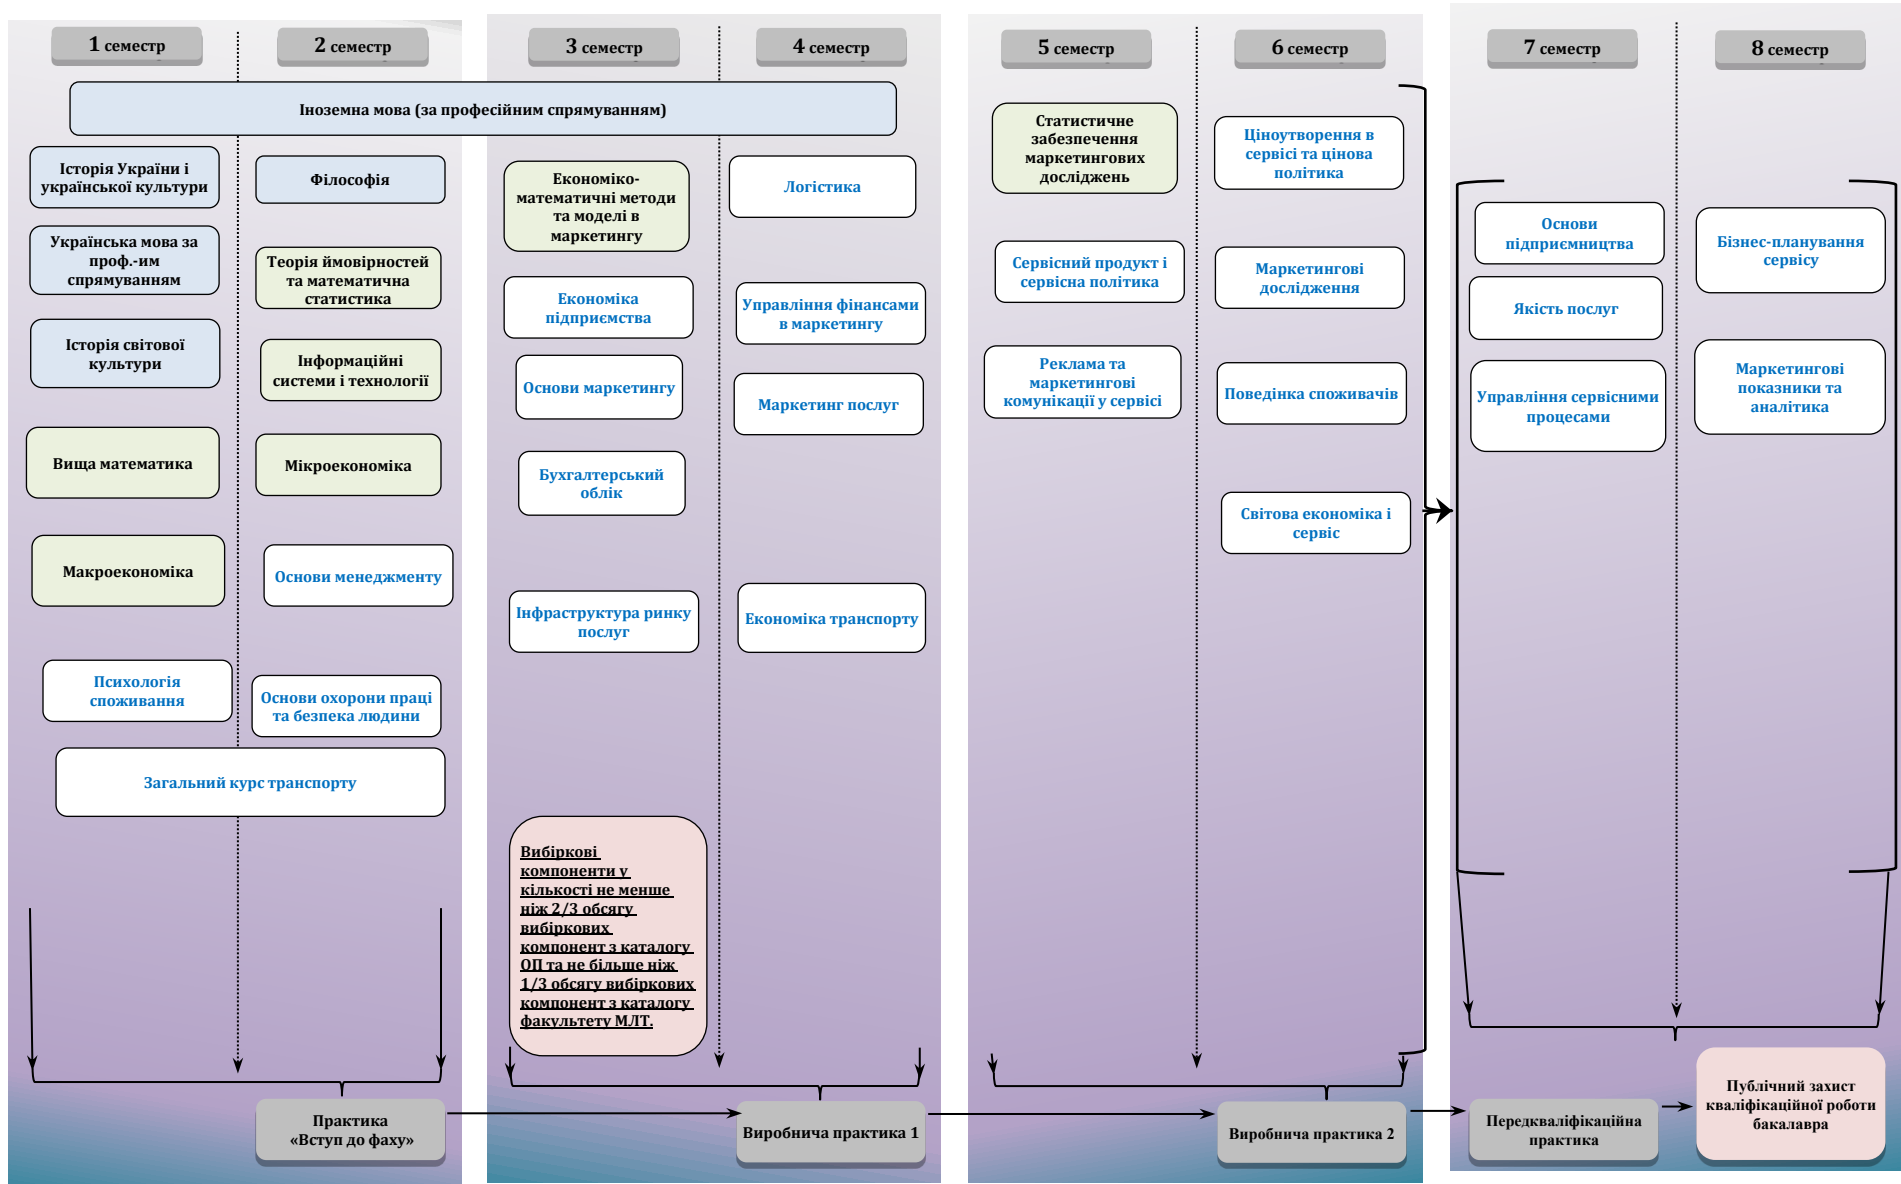 1 семестр
2 семестр
3 семестр
4 семестр
5 семестр
6 семестр
7 семестр
8 семестр
Іноземна мова (за професійним спрямуванням)
Історія України і
української культури
Українська мова за
проф.-им
спрямуванням
Історія світової
культури
Вища математика
Макроекономіка
Психологія
споживання
Філософія
Теорія ймовірностей
та математична
статистика
Інформаційні
системи і технології
Мікроекономіка
Основи менеджменту
Основи охорони праці
та безпека людини
Загальний курс транспорту
Практика
«Вступ до фаху»
Економіко-
математичні методи
та моделі в
маркетингу
Економіка
підприємства
Основи маркетингу
Бухгалтерський
облік
Інфраструктура ринку
послуг
Вибіркові
компоненти у
кількості не менше
ніж 2/3 обсягу
вибіркових
компонент з каталогу
ОП та не більше ніж
1/3 обсягу вибіркових
компонент з каталогу
факультету МЛТ.
Логістика
Управління фінансами
в маркетингу
Маркетинг послуг
Економіка транспорту
Виробнича практика 1
Статистичне
забезпечення
маркетингових
досліджень
Сервісний продукт і
сервісна політика
Реклама та
маркетингові
комунікації у сервісі
Ціноутворення в
сервісі та цінова
політика
Маркетингові
дослідження
Поведінка споживачів
Світова економіка і
сервіс
Виробнича практика 2
Основи
підприємництва
Якість послуг
Управління сервісними
процесами
Бізнес-планування
сервісу
Маркетингові
показники та
аналітика
Передкваліфікаційна
практика
Публічний захист
кваліфікаційної роботи
бакалавра